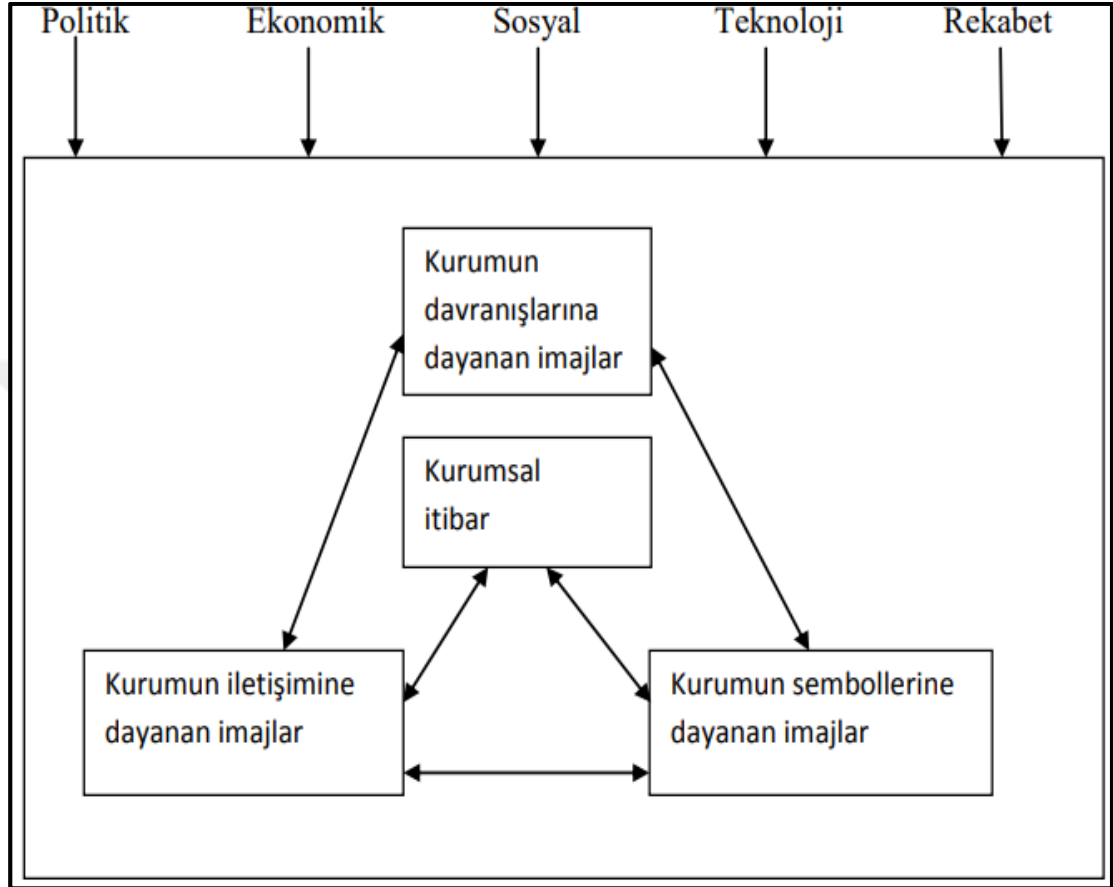 Politik Ekonomik Sosyal Teknoloji Rekabet
Kurumun
davranışlarına
dayanan imajlar
Kurumsal
itibar
Kurumun iletişimine
dayanan imajlar
Kurumun sembollerine
dayanan imajlar